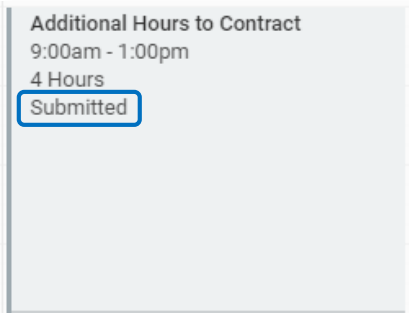 Additional Hours to Contract
9:00am - 1:00pm
4 Hours
Submitted